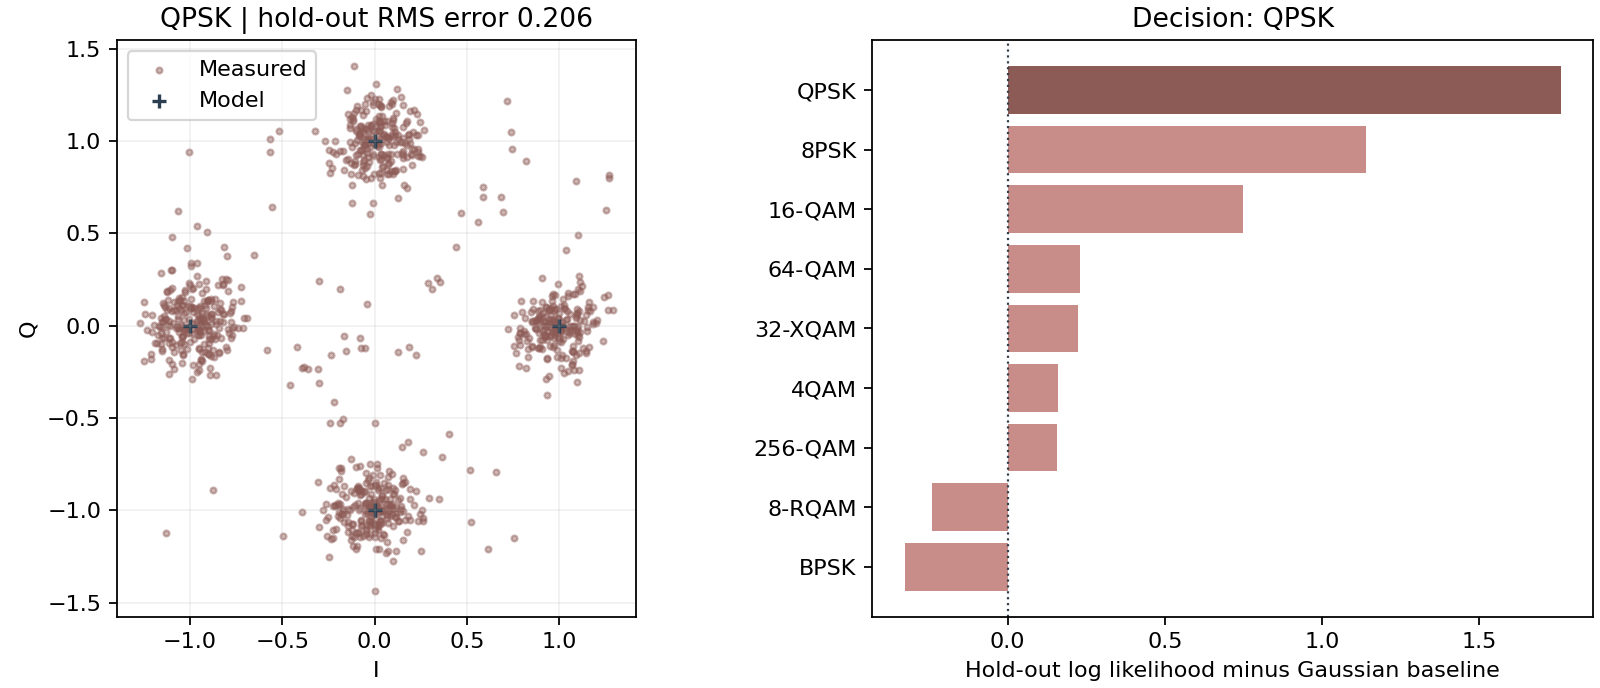 QPSK | hold-out RMS error 0.206
Measured
Model
1.5
1.0
0.5
0.0
−0.5
−1.0
−1.5
Q
−1.0
−0.5
0.0
0.5
1.0
I
Decision: QPSK
QPSK
8PSK
16-QAM
64-QAM
32-XQAM
4QAM
256-QAM
8-RQAM
BPSK
0.0
0.5
1.0
1.5
Hold-out log likelihood minus Gaussian baseline